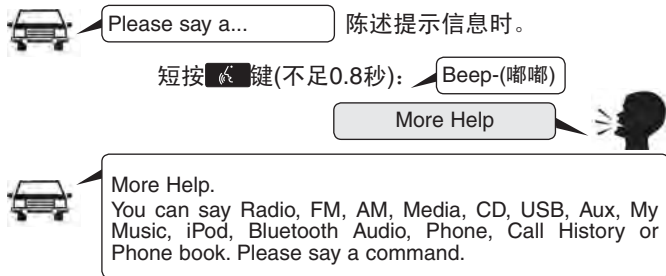 Please say a... 陈述提示信息时。
短按 键(不足0.8秒): Beep-(嘟嘟)
More Help
More Help.
You can say Radio, FM, AM, Media, CD, USB, Aux, My
Music, iPod, Bluetooth Audio, Phone, Call History or
Phone book. Please say a command.